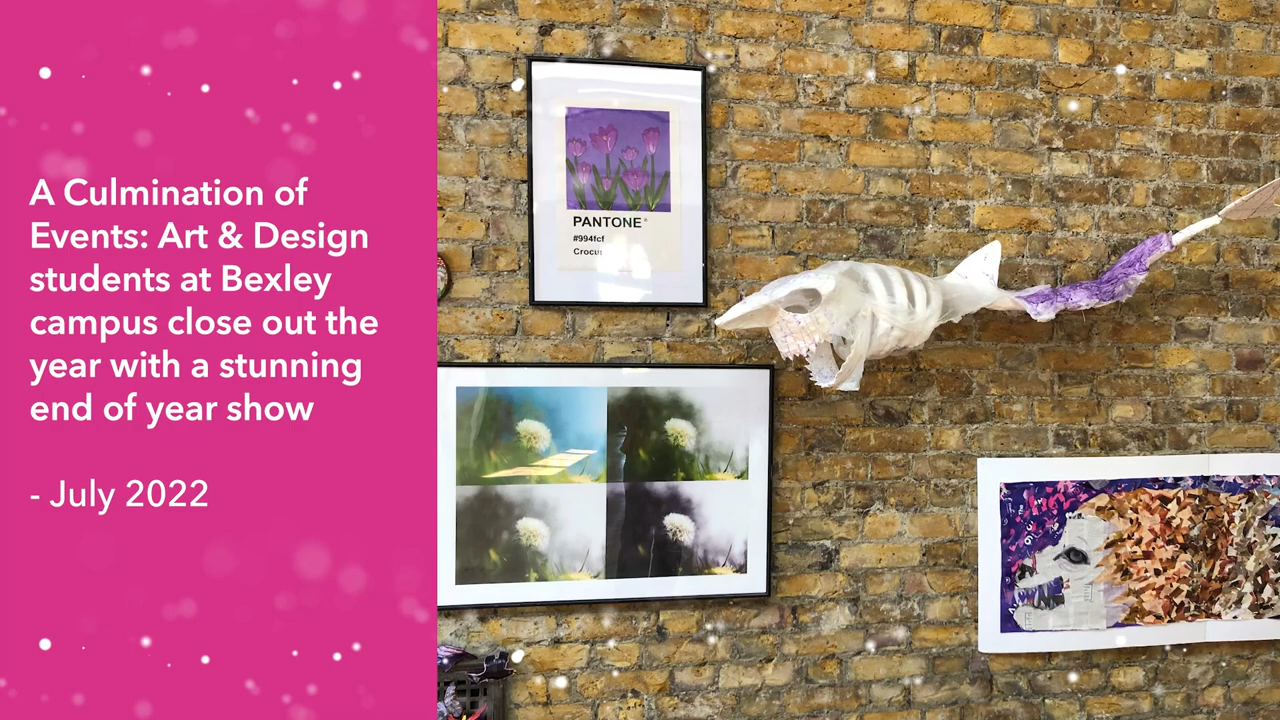 A Culmination of
Events: Art & Design
students at Bexley
campus close out the
year with a stunning
end of year show
- July 2022
PANTONE®
#994fcf